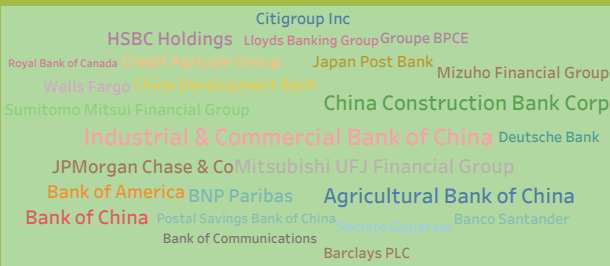 Citigroup Inc
HSBC Holdings
Lloyds Banking Group
Groupe BPCE
Royal Bank of Canada
Credit Agricole Group
Japan Post Bank
Mizuho Financial Group
Wells Fargo
China Development Bank
Sumitomo Mitsui Financial Group
China Construction Bank Corp
Industrial & Commercial Bank of China
Deutsche Bank
JPMorgan Chase & Co
Mitsubishi UFJ Financial Group
Bank of America
BNP Paribas
Agricultural Bank of China
Bank of China
Postal Savings Bank of China
Societe Generale
Banco Santander
Bank of Communications
Barclays PLC